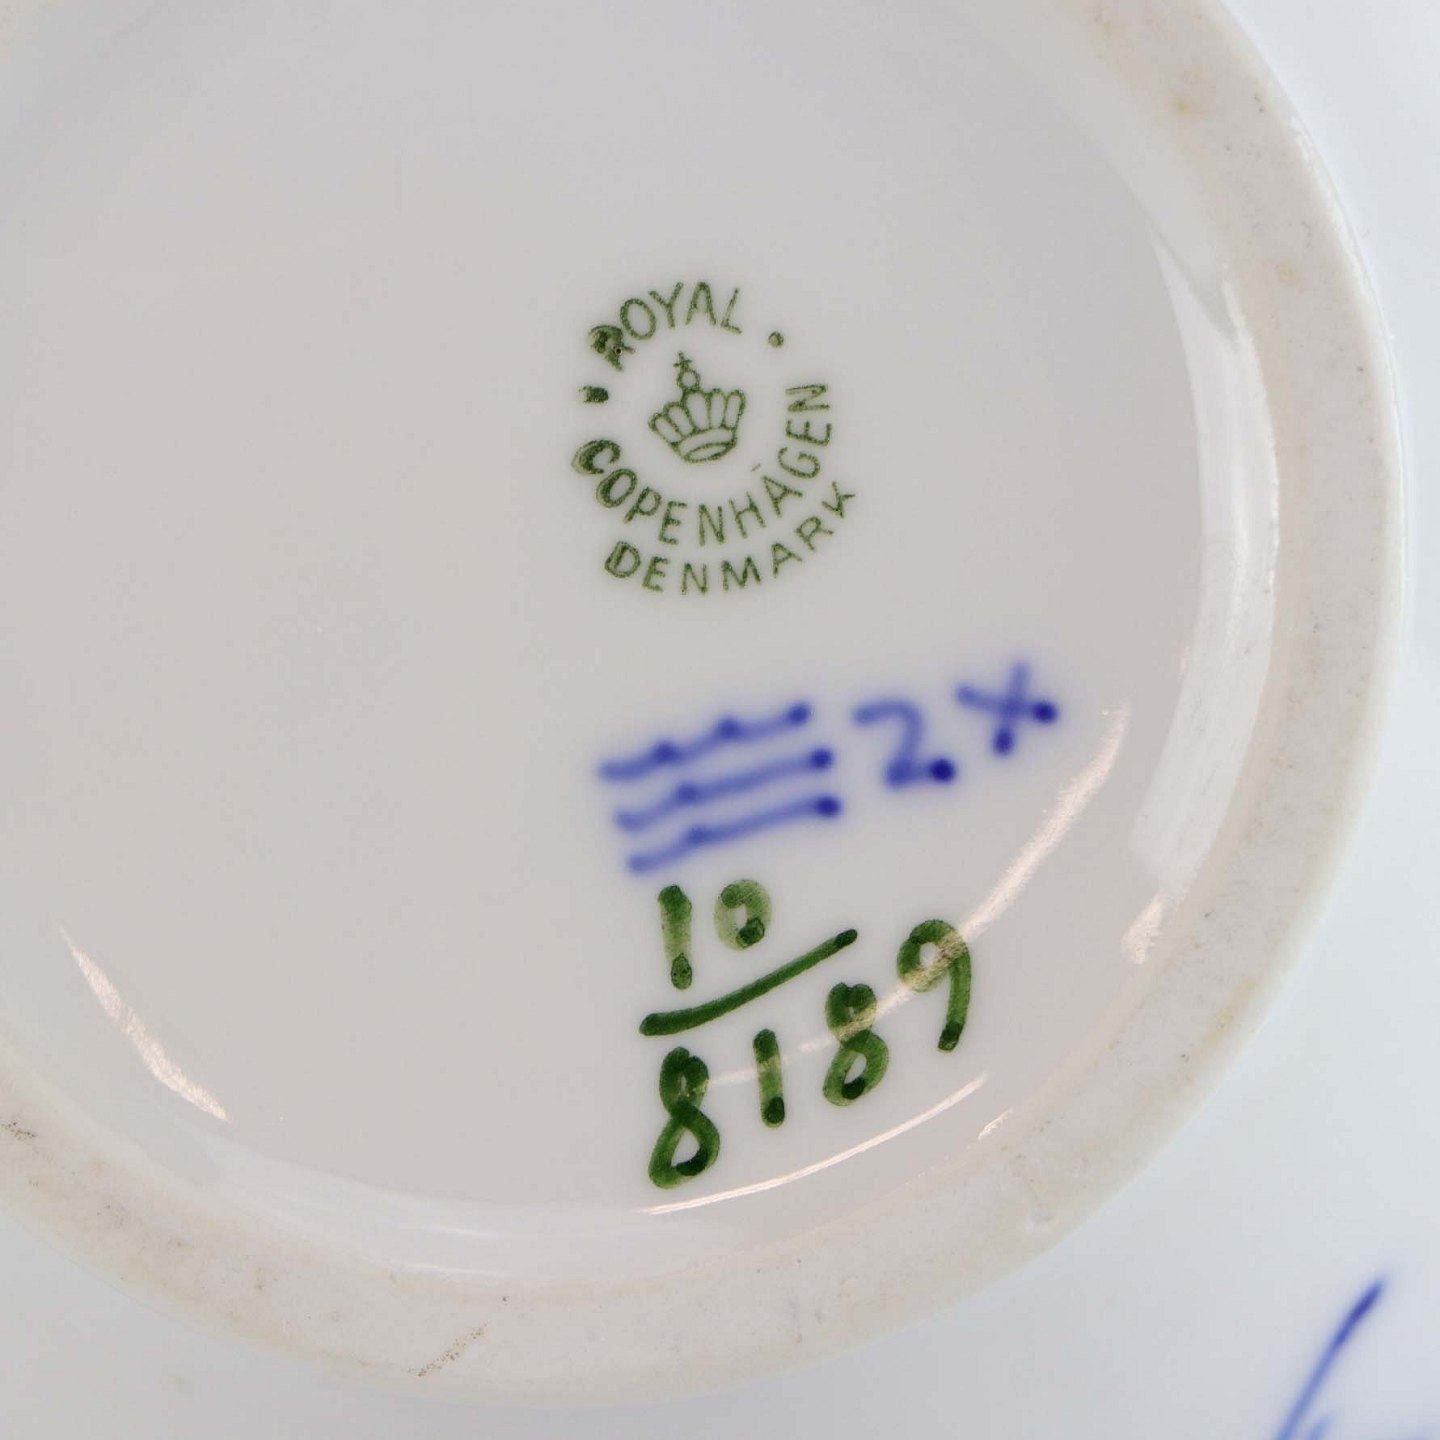 ROYAL
COPENHAGEN
DENMARK
2.X
10
8189